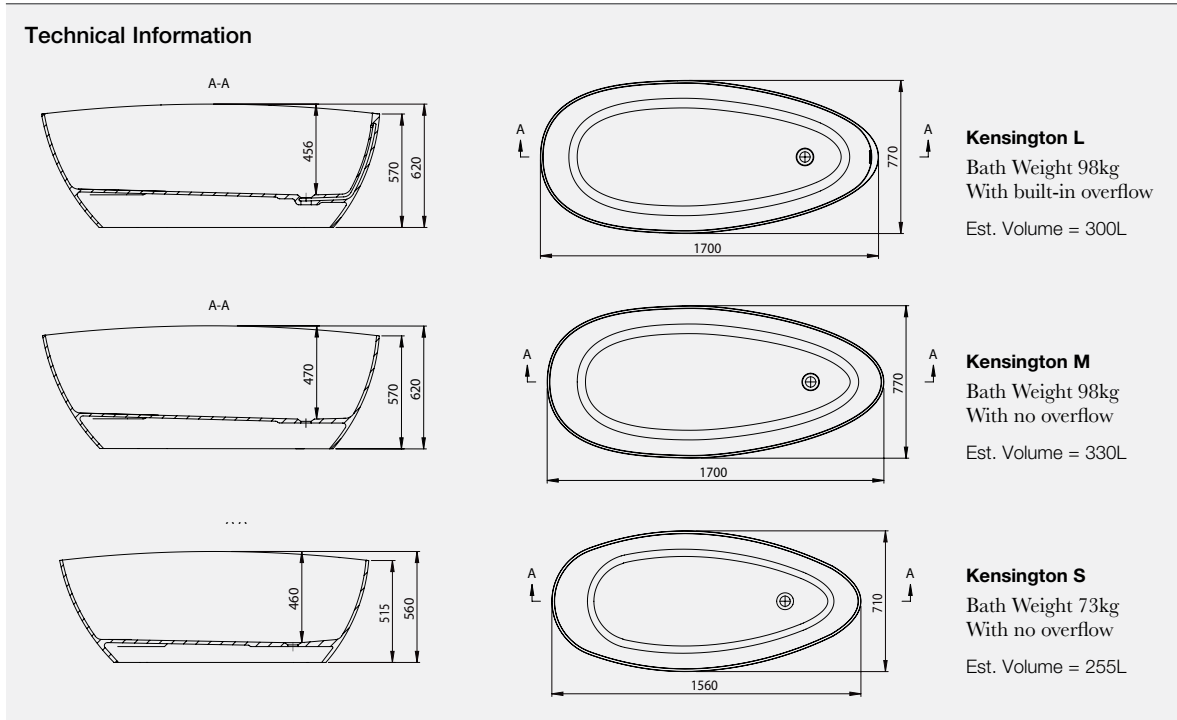 Technical Information
A-A
456
570
620
A
A
770
1700
Kensington L
Bath Weight 98kg
With built-in overflow
Est. Volume = 300L
A-A
470
570
620
A
A
770
1700
Kensington M
Bath Weight 98kg
With no overflow
Est. Volume = 330L
460
515
560
A
A
710
1560
Kensington S
Bath Weight 73kg
With no overflow
Est. Volume = 255L